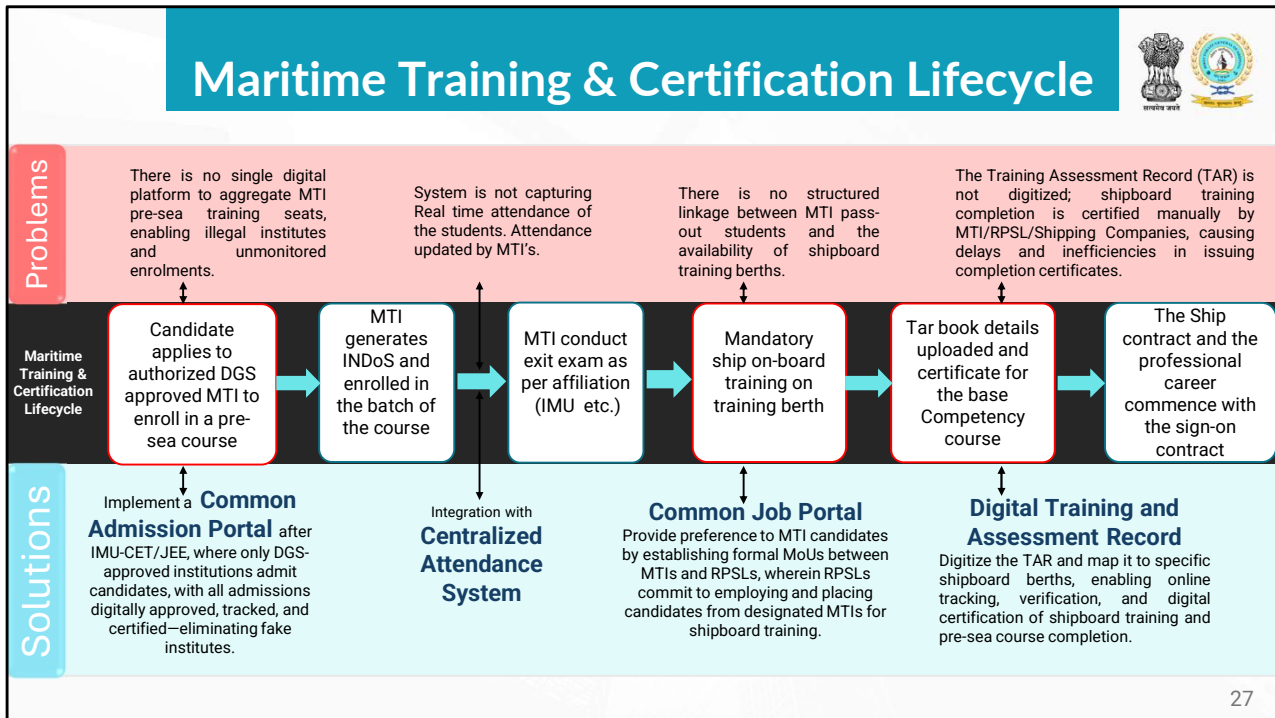 Maritime Training & Certification Lifecycle
सत्यमेव जयते
Problems
There is no single digital
platform to aggregate MTI
pre-sea training seats,
enabling illegal institutes
and unmonitored
enrolments.
System is not capturing
Real time attendance of
the students. Attendance
updated by MTI's.
There is no structured
linkage between MTI pass-
out students and the
availability of shipboard
training berths.
The Training Assessment Record (TAR) is
not digitized; shipboard training
completion is certified manually by
MTI/RPSL/Shipping Companies, causing
delays and inefficiencies in issuing
completion certificates.
Maritime
Training &
Certification
Lifecycle
Candidate
applies to
authorized DGS
approved MTI to
enroll in a pre-
sea course
MTI
generates
INDoS and
enrolled in
the batch of
the course
MTI conduct
exit exam as
per affiliation
(IMU etc.)
Mandatory
ship on-board
training on
training berth
Tar book details
uploaded and
certificate for
the base
Competency
course
The Ship
contract and the
professional
career
commence with
the sign-on
contract
Solutions
Implement a Common
Admission Portal after
IMU-CET/JEE, where only DGS-
approved institutions admit
candidates, with all admissions
digitally approved, tracked, and
certified—eliminating fake
institutes.
Integration with
Centralized
Attendance
System
Common Job Portal
Provide preference to MTI candidates
by establishing formal MoUs between
MTIs and RPSLs, wherein RPSLs
commit to employing and placing
candidates from designated MTIs for
shipboard training.
Digital Training and
Assessment Record
Digitize the TAR and map it to specific
shipboard berths, enabling online
tracking, verification, and digital
certification of shipboard training and
pre-sea course completion.
27